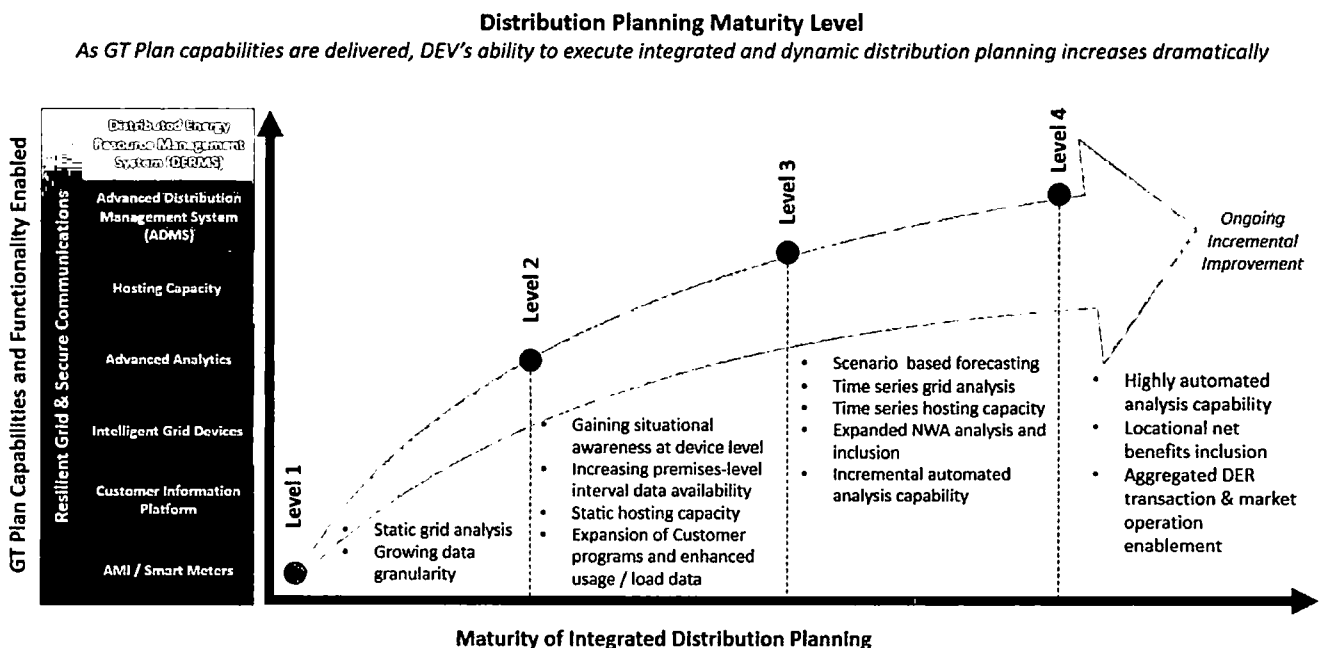 Distribution Planning Maturity Level
As GT Plan capabilities are delivered, DEV's ability to execute integrated and dynamic distribution planning increases dramatically
GT Plan Capabilities and Functionality Enabled
Resilient Grid & Secure Communications
Distributed Energy
Resource Management
System (DERMS)
Advanced Distribution
Management System
(ADMS)
Hosting Capacity
Advanced Analytics
Intelligent Grid Devices
Customer Information
Platform
AMI / Smart Meters
Level 1
• Static grid analysis
• Growing data
granularity
Level 2
• Gaining situational
awareness at device level
• Increasing premises-level
interval data availability
• Static hosting capacity
• Expansion of Customer
programs and enhanced
usage / load data
Level 3
• Scenario based forecasting
• Time series grid analysis
• Time series hosting capacity
• Expanded NWA analysis and
inclusion
• Incremental automated
analysis capability
Level 4
• Highly automated
analysis capability
• Locational net
benefits inclusion
• Aggregated DER
transaction & market
operation
enablement
Ongoing
Incremental
Improvement
Maturity of Integrated Distribution Planning